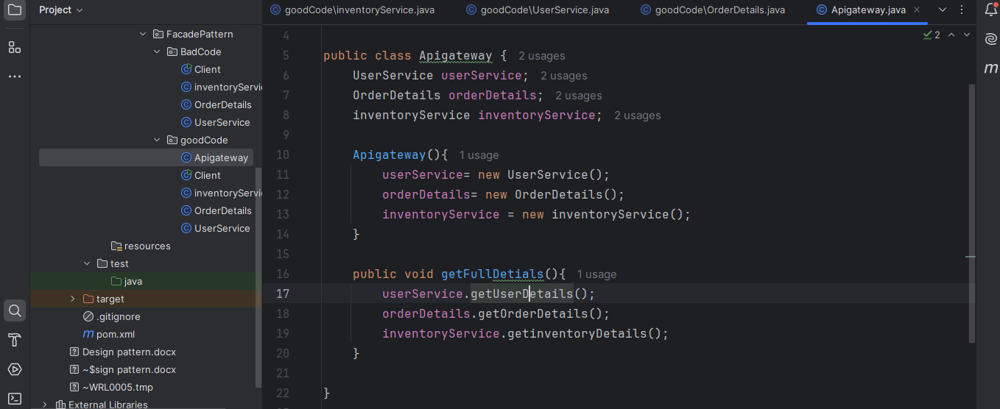 Project
FacadePattern
BadCode
Client
inventoryServi
OrderDetails
UserService
goodCode
Apigateway
Client
inventoryServi
OrderDetails
UserService
resources
test
java
target
.gitignore
pom.xml
Design pattern.docx
~$sign pattern.docx
~WRL0005.tmp
External Libraries
goodCode\inventoryService.java goodCode\UserService.java goodCode\OrderDetails.java Apigateway.java
2
4
5 public class Apigateway { 2 usages
6 UserService userService; 2 usages
7 OrderDetails orderDetails; 2 usages
8 inventoryService inventoryService; 2 usages
9
10 Apigateway(){ 1 usage
11 userService= new UserService();
12 orderDetails= new OrderDetails();
13 inventoryService = new inventoryService();
14 }
15
16 public void getFullDetials(){ 1 usage
17 userService.getUserDetails();
18 orderDetails.getOrderDetails();
19 inventoryService.getinventoryDetails();
20 }
21
22 }